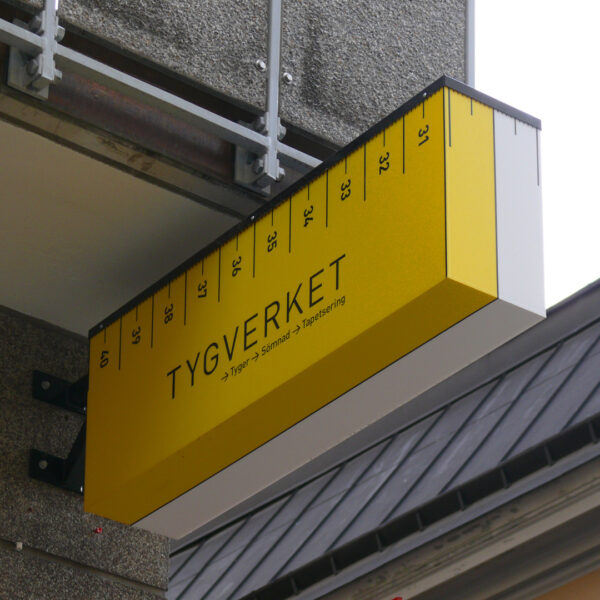 40 39 38 37 36 35 34 33 32 31
TYGVERKET
→ Tyger → Sömnad → Tapetsering